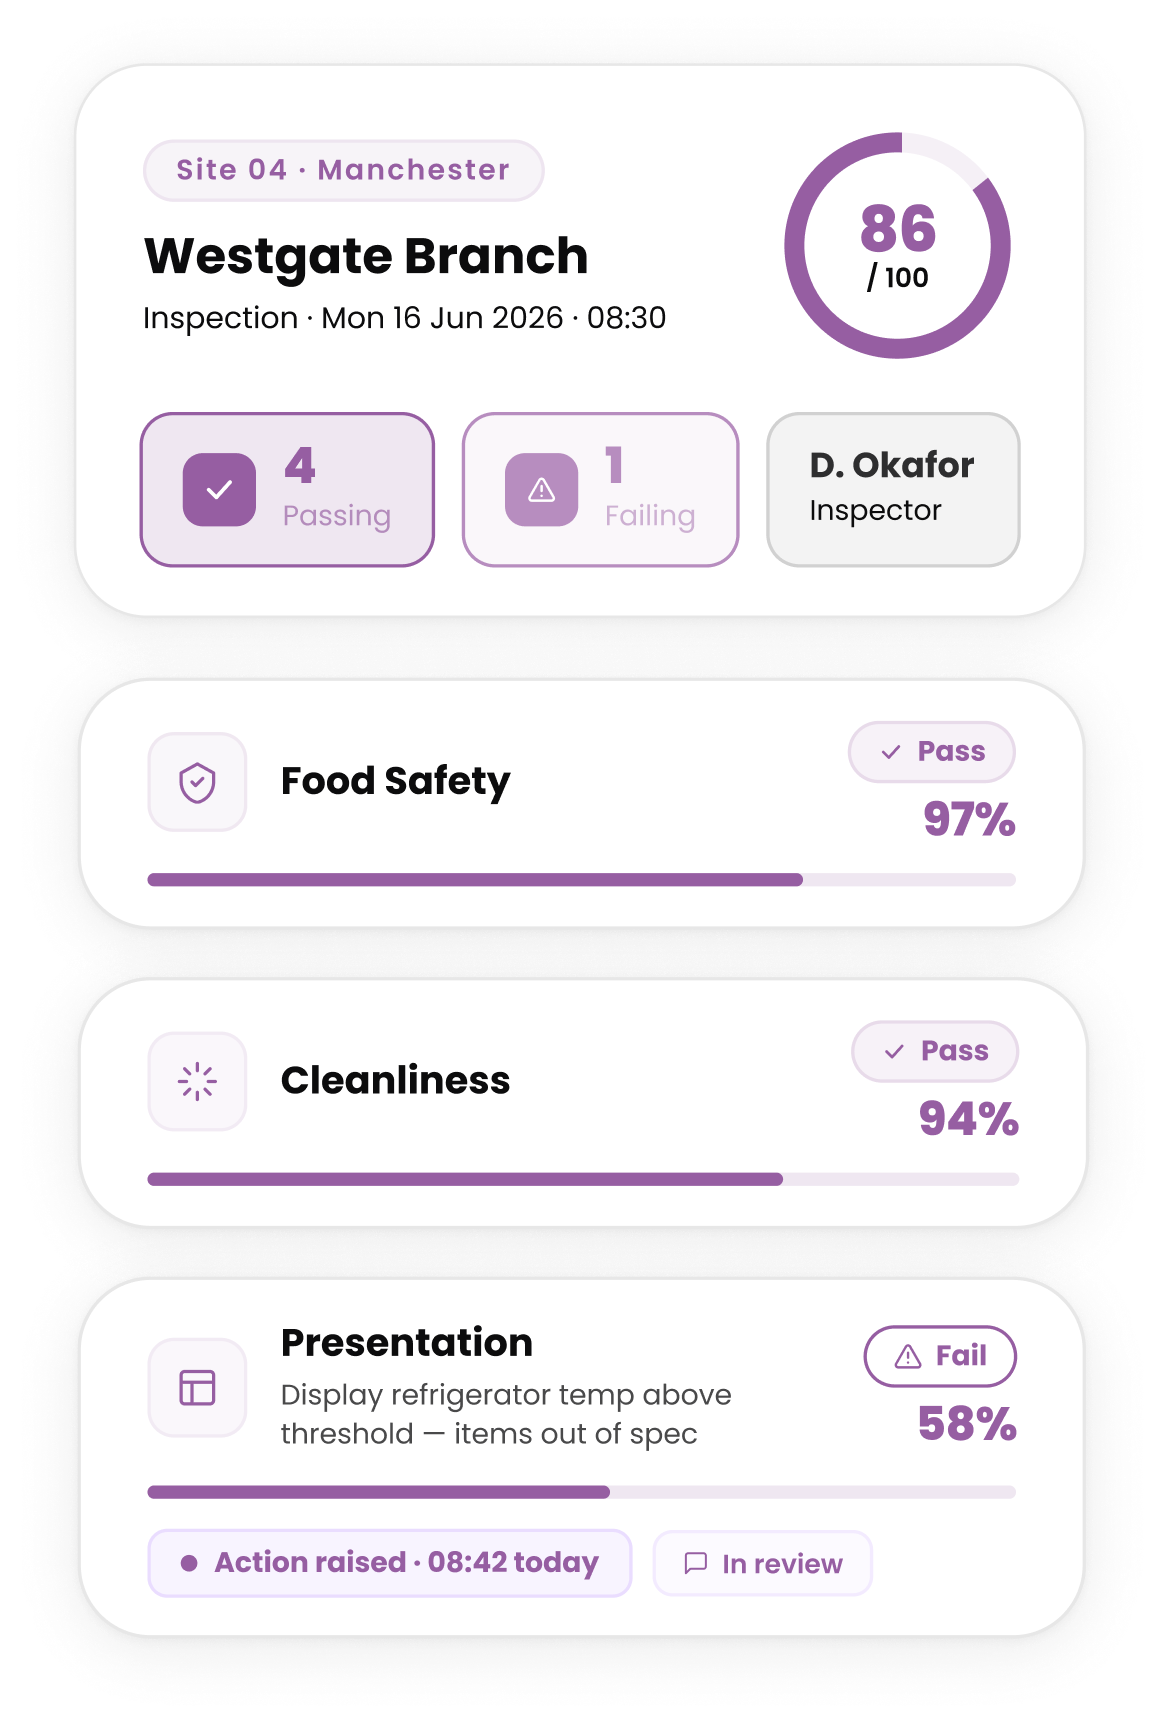 Site 04 · Manchester
Westgate Branch
Inspection · Mon 16 Jun 2026 · 08:30
86
/ 100
4
Passing
1
Failing
D. Okafor
Inspector
Food Safety
Pass
97%
Cleanliness
Pass
94%
Presentation
Display refrigerator temp above
threshold — items out of spec
Fail
58%
Action raised · 08:42 today
In review